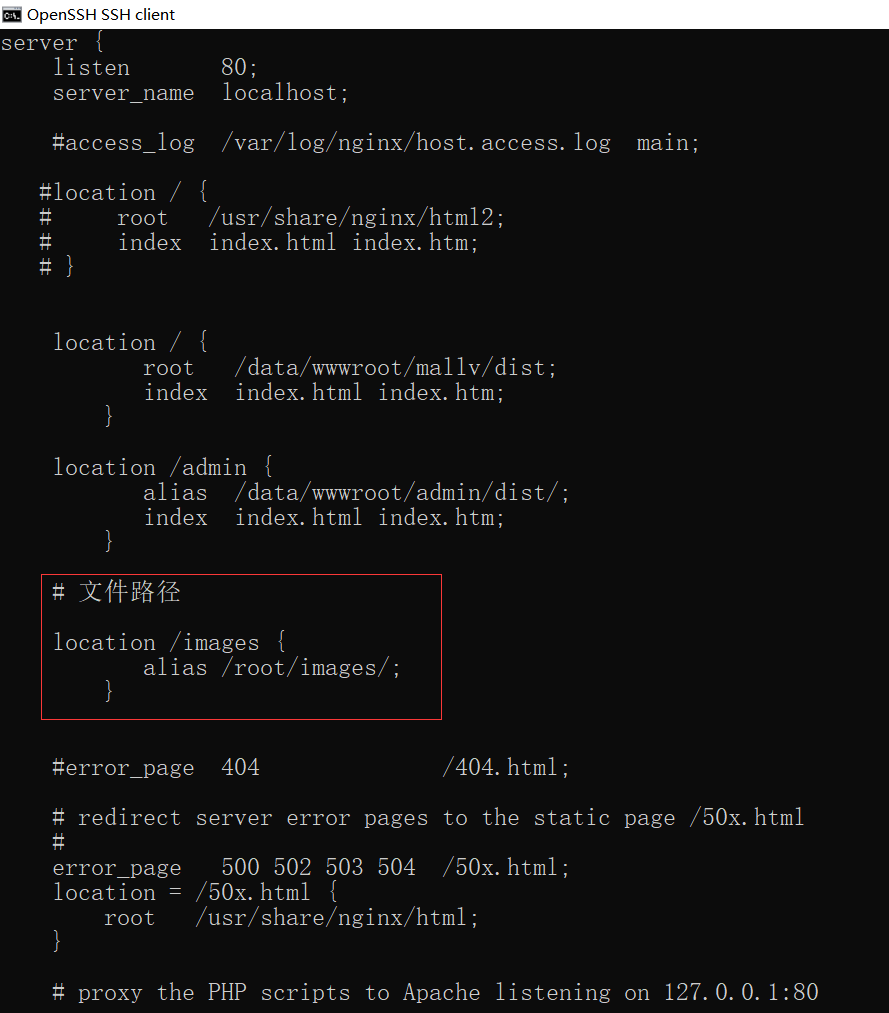 OpenSSH SSH client
server {
    listen       80;
    server_name  localhost;
    #access_log  /var/log/nginx/host.access.log  main;
   #location / {
   #     root   /usr/share/nginx/html2;
   #     index  index.html index.htm;
   # }
    location / {
           root   /data/wwwroot/mallv/dist;
           index  index.html index.htm;
        }
    location /admin {
           alias  /data/wwwroot/admin/dist/;
           index  index.html index.htm;
        }
    # 文件路径
    location /images {
           alias /root/images/;
        }
    #error_page  404              /404.html;
    # redirect server error pages to the static page /50x.html
    #
    error_page   500 502 503 504  /50x.html;
    location = /50x.html {
        root   /usr/share/nginx/html;
    }
    # proxy the PHP scripts to Apache listening on 127.0.0.1:80